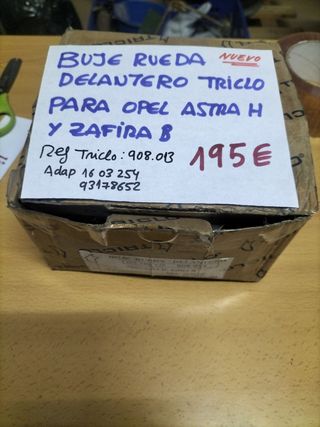 BUJE RUEDA NUEVO
DELANTERO TRICLO
PARA OPEL ASTRA H
Y ZAFIRA B
Ref Triclo: 908.013
195€
Adap 16 03 254
93178652
TRICLO